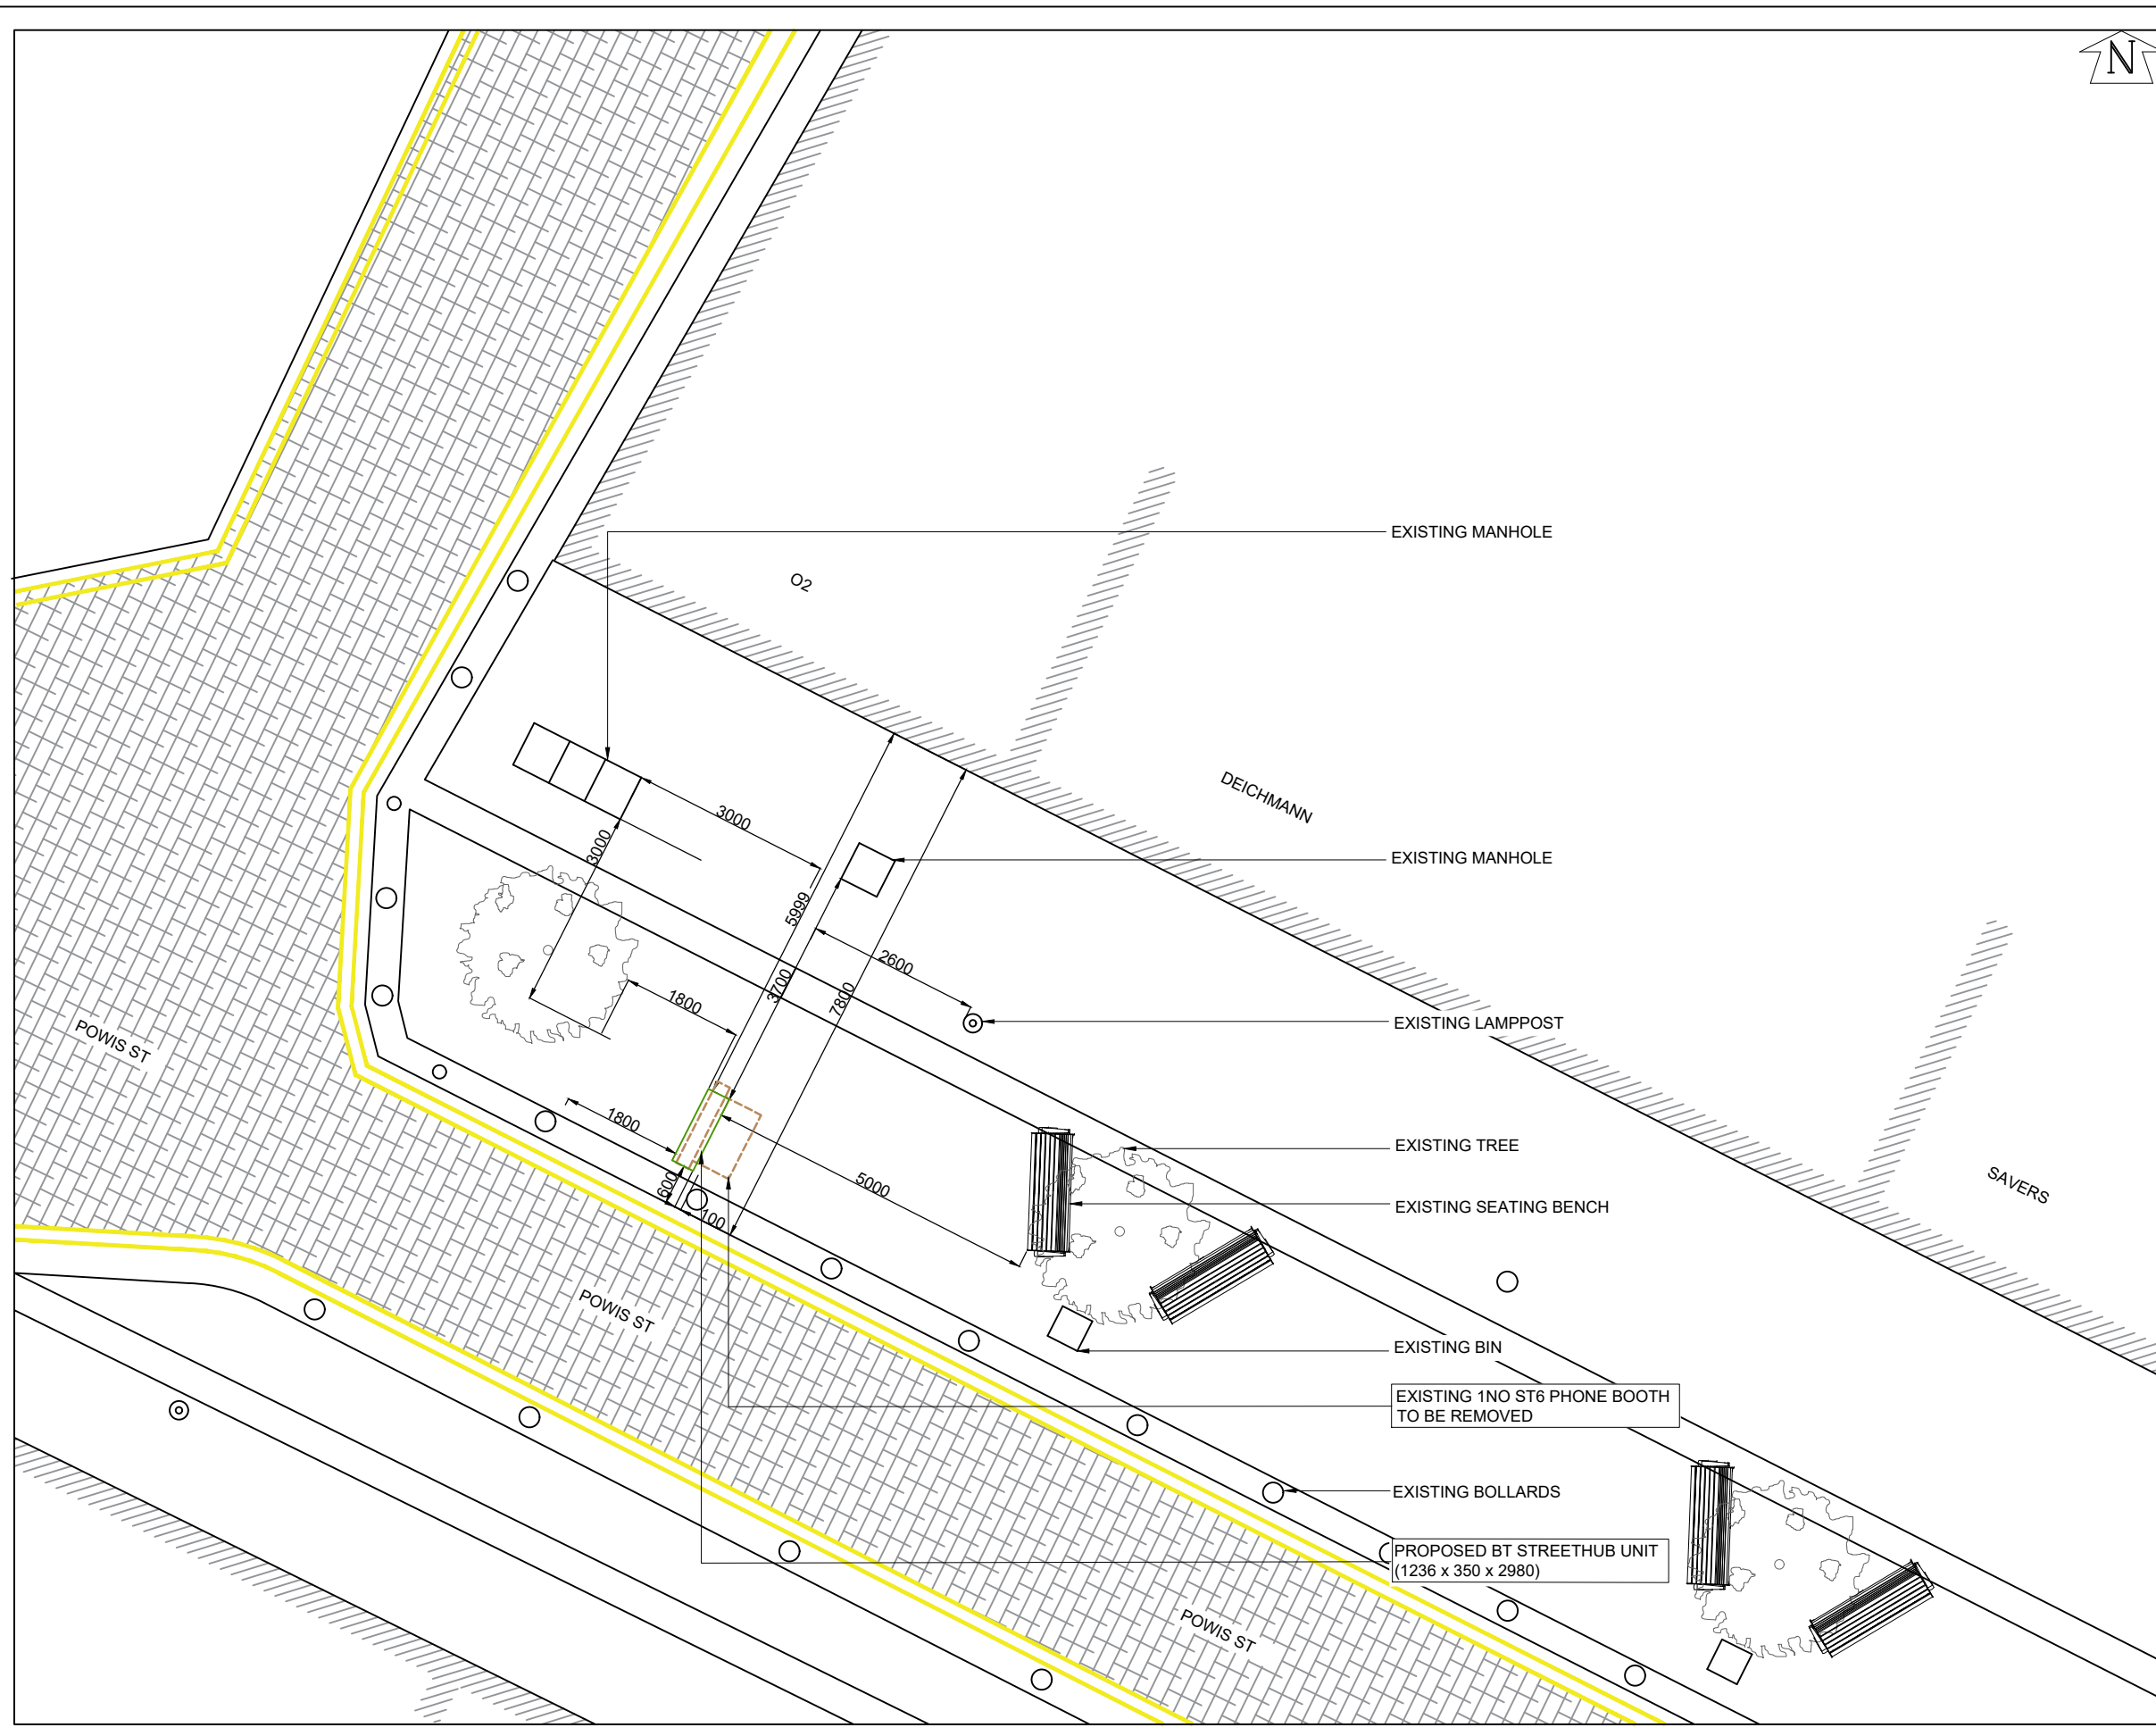 N
EXISTING MANHOLE
O2
DEICHMANN
3000
3000
EXISTING MANHOLE
5999
2600
3700
7800
1800
EXISTING LAMPPOST
POWIS ST
1800
EXISTING TREE
5000
600
100
EXISTING SEATING BENCH
SAVERS
POWIS ST
EXISTING BIN
EXISTING 1NO ST6 PHONE BOOTH
TO BE REMOVED
EXISTING BOLLARDS
PROPOSED BT STREETHUB UNIT
(1236 x 350 x 2980)
POWIS ST